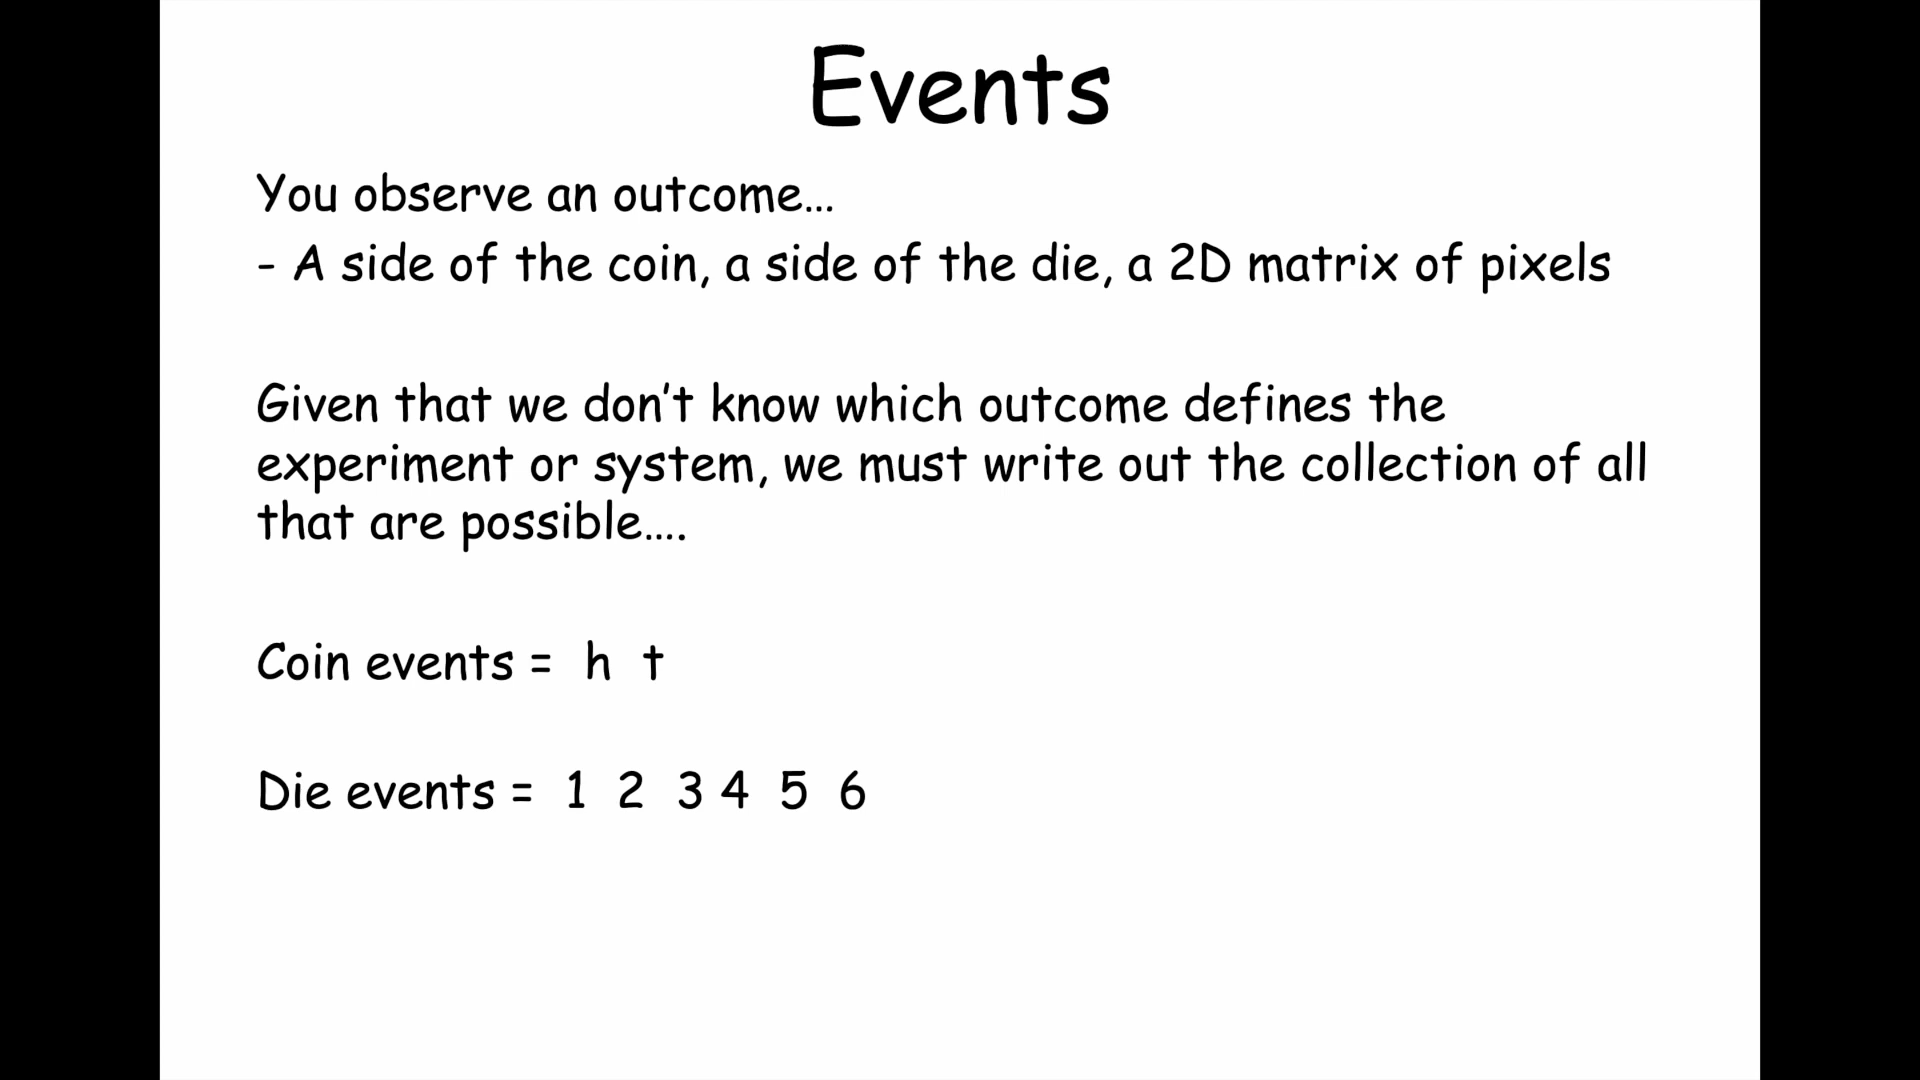 Events
You observe an outcome...
- A side of the coin, a side of the die, a 2D matrix of pixels
Given that we don't know which outcome defines the
experiment or system, we must write out the collection of all
that are possible....
Coin events = h t
Die events = 1 2 3 4 5 6